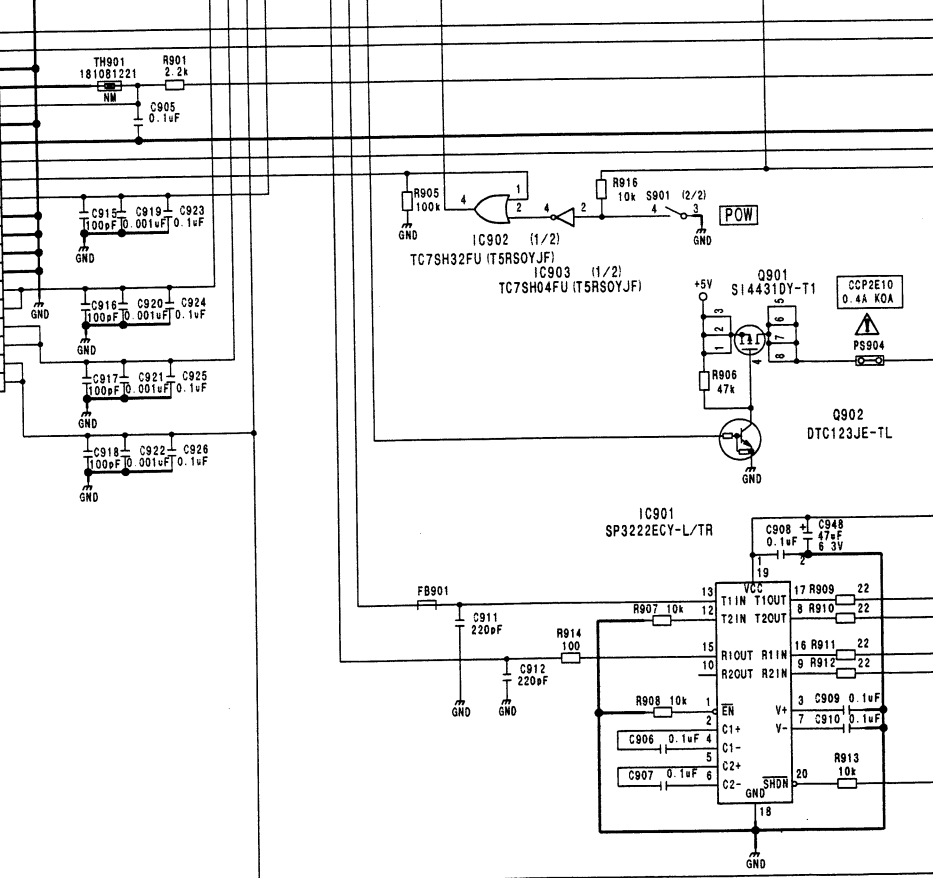 TH901
181081221
NM
R901
2.2k
C905
0.1uF
C915
100pF
C919
0.001uF
C923
0.1uF
GND
C916
100pF
C920
0.001uF
C924
0.1uF
GND
GND
C917
100pF
C921
0.001uF
C925
0.1uF
GND
C918
100pF
C922
0.001uF
C926
0.1uF
GND
R905
100k
GND
4
1
2
IC902 (1/2)
TC7SH32FU (T5RSOYJF)
4
2
IC903 (1/2)
TC7SH04FU (T5RSOYJF)
R916
10k
S901 (2/2)
4
3
GND
POW
Q901
SI4431DY-T1
+5V
3
2
1
5
6
7
8
4
R906
47k
CCP2E10
0.4A KOA
PS904
Q902
DTC123JE-TL
GND
IC901
SP3222ECY-L/TR
C908
0.1uF
1
2
+
C948
47uF
6.3V
19
VCC
FB901
C911
220pF
GND
R914
100
C912
220pF
GND
R907 10k
13
T1IN
12
T2IN
15
R1OUT
10
R2OUT
R908 10k
1
EN
2
C1+
C906 0.1uF
4
C1-
5
C2+
C907 0.1uF
6
C2-
T1OUT
17
R909
22
T2OUT
8
R910
22
R1IN
16
R911
22
R2IN
9
R912
22
V+
3
C909
0.1uF
V-
7
C910
0.1uF
SHDN
20
R913
10k
GND
18
GND